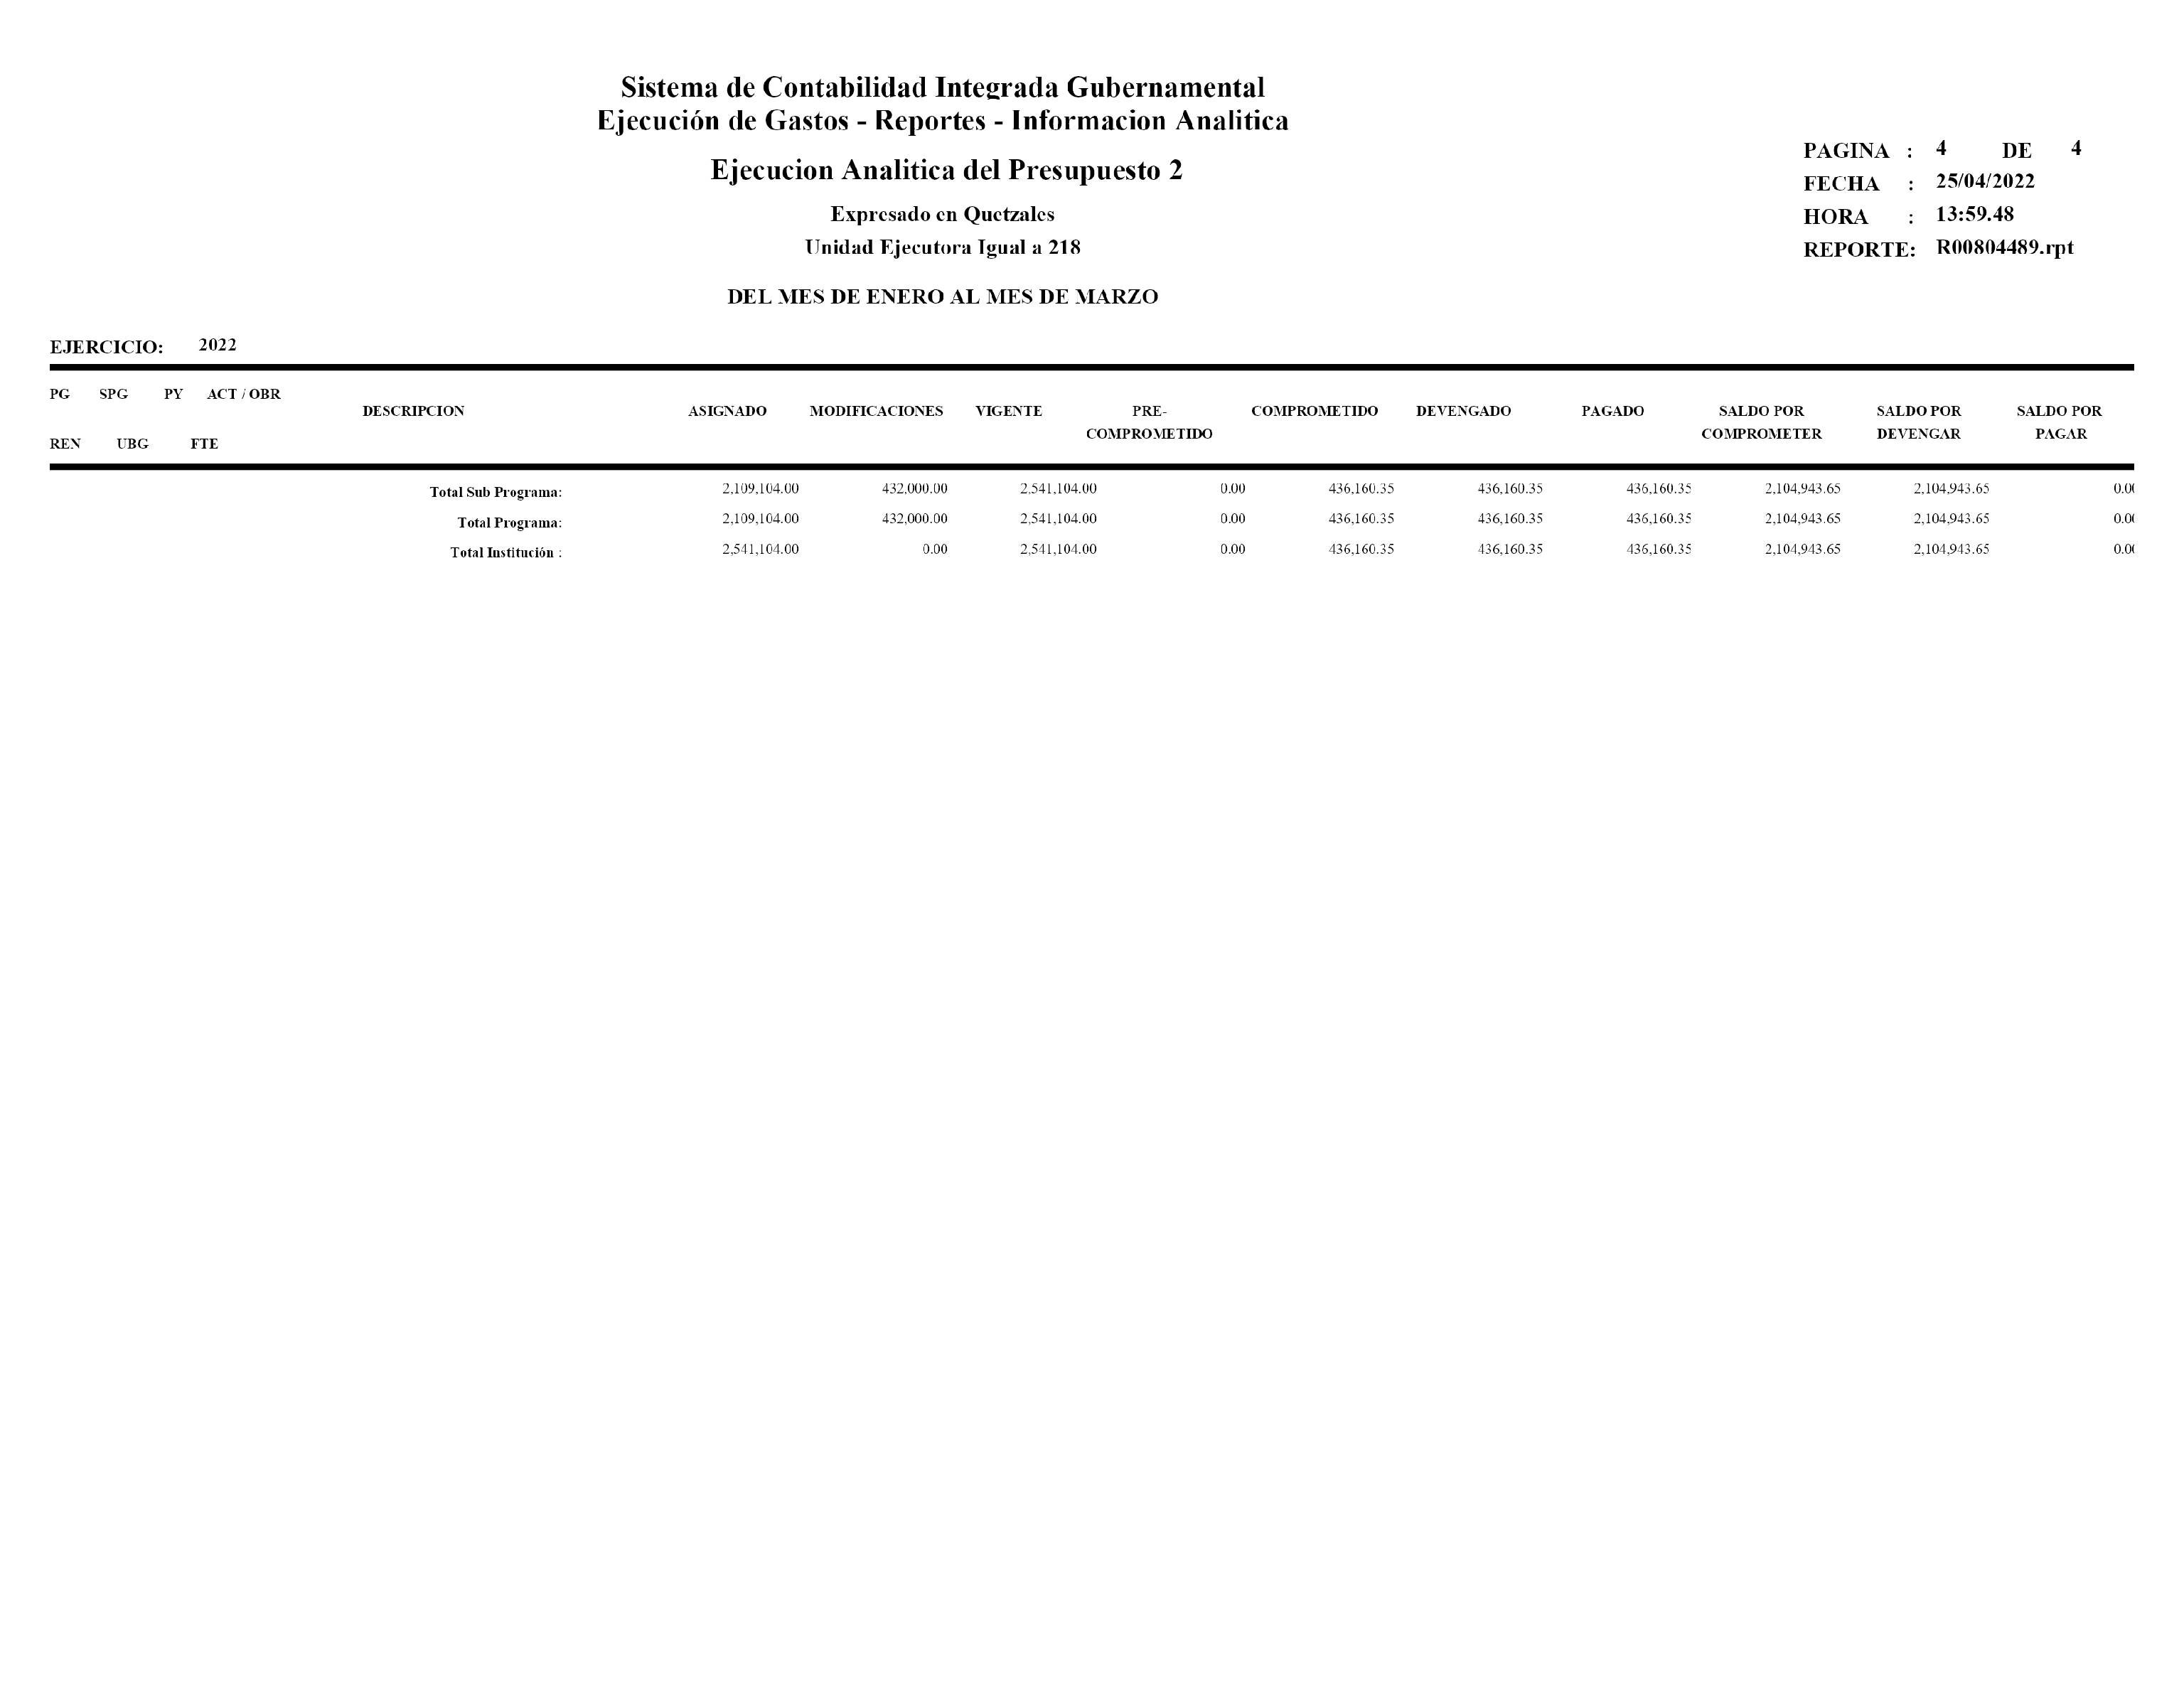 Sistema de Contabilidad Integrada Gubernamental
Ejecución de Gastos - Reportes - Informacion Analitica
Ejecucion Analitica del Presupuesto 2
Expresado en Quetzales
Unidad Ejecutora Igual a 218
DEL MES DE ENERO AL MES DE MARZO
PAGINA : 4 DE 4
FECHA : 25/04/2022
HORA : 13:59.48
REPORTE: R00804489.rpt
EJERCICIO: 2022
PG SPG PY ACT / OBR
DESCRIPCION ASIGNADO MODIFICACIONES VIGENTE PRE- COMPROMETIDO DEVENGADO PAGADO SALDO POR SALDO POR SALDO POR
COMPROMETIDO COMPROMETER DEVENGAR PAGAR
REN UBG FTE
Total Sub Programa: 2,109,104.00 432,000.00 2,541,104.00 0.00 436,160.35 436,160.35 436,160.35 2,104,943.65 2,104,943.65 0.00
Total Programa: 2,109,104.00 432,000.00 2,541,104.00 0.00 436,160.35 436,160.35 436,160.35 2,104,943.65 2,104,943.65 0.00
Total Institución : 2,541,104.00 0.00 2,541,104.00 0.00 436,160.35 436,160.35 436,160.35 2,104,943.65 2,104,943.65 0.00